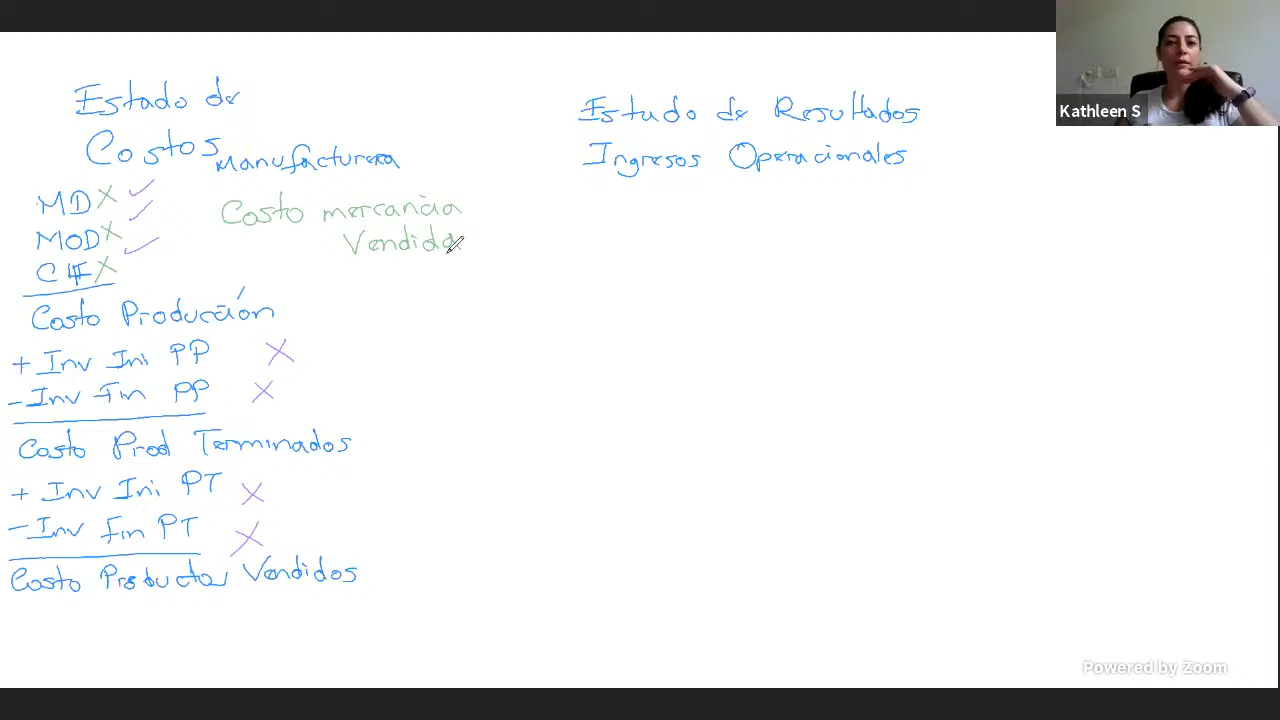 Estado de
Costos Manufacturera
MD
MOD
CIF
Costo mercancia
Vendida
Costo Producción
+ Inv Ini PP
- Inv Fin PP
Costo Prod Terminados
+ Inv Ini PT
- Inv Fin PT
Costo Productos Vendidos
Estado de Resultados
Ingresos Operacionales
Kathleen S
Powered by Zoom